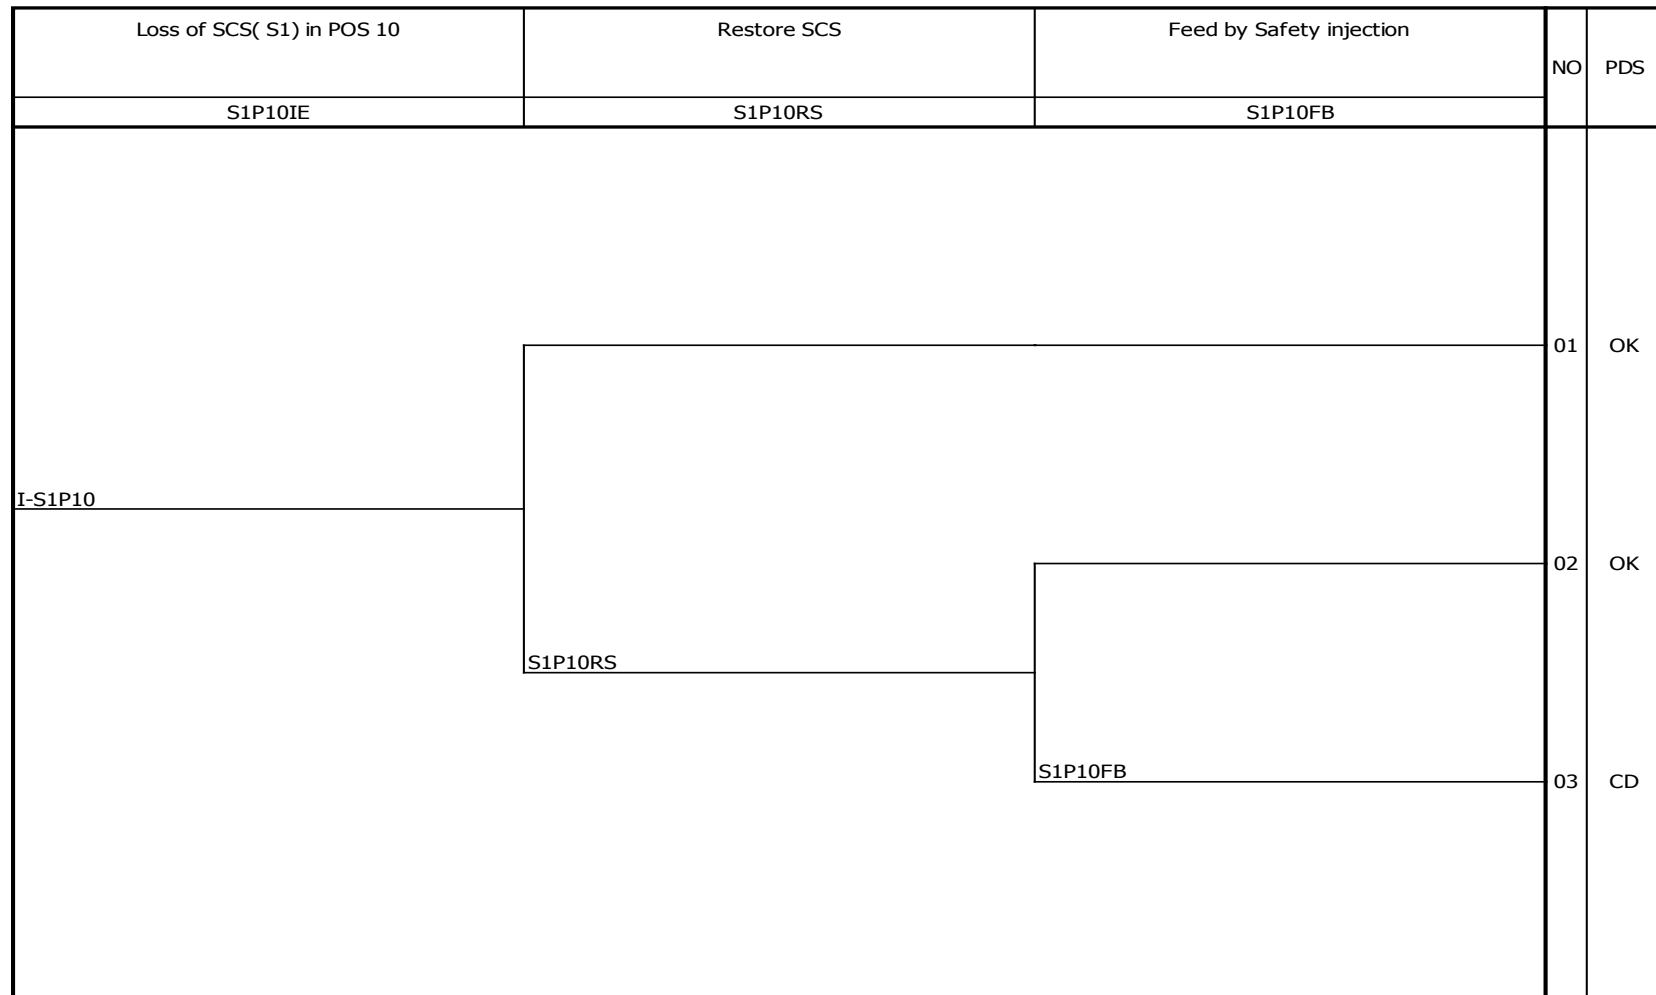 Loss of SCS( S1) in POS 10
Restore SCS
Feed by Safety injection
NO
PDS
S1P10IE
S1P10RS
S1P10FB
01
OK
I-S1P10
02
OK
S1P10RS
S1P10FB
03
CD